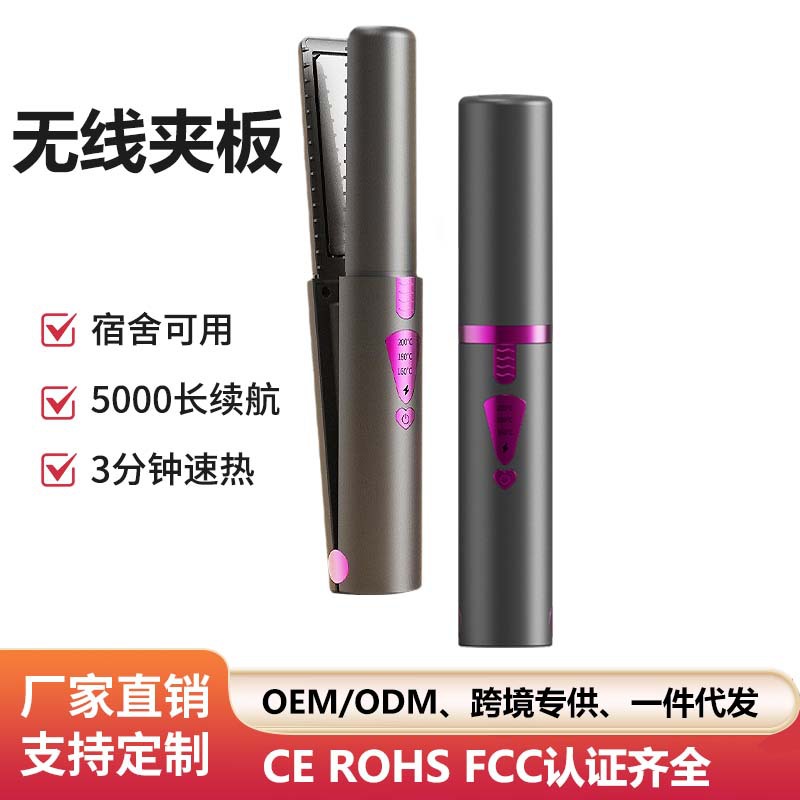 无线夹板
宿舍可用
5000长续航
3分钟速热
200°C
180°C
160°C
厂家直销
支持定制
OEM/ODM、跨境专供、一件代发
CE ROHS FCC认证齐全